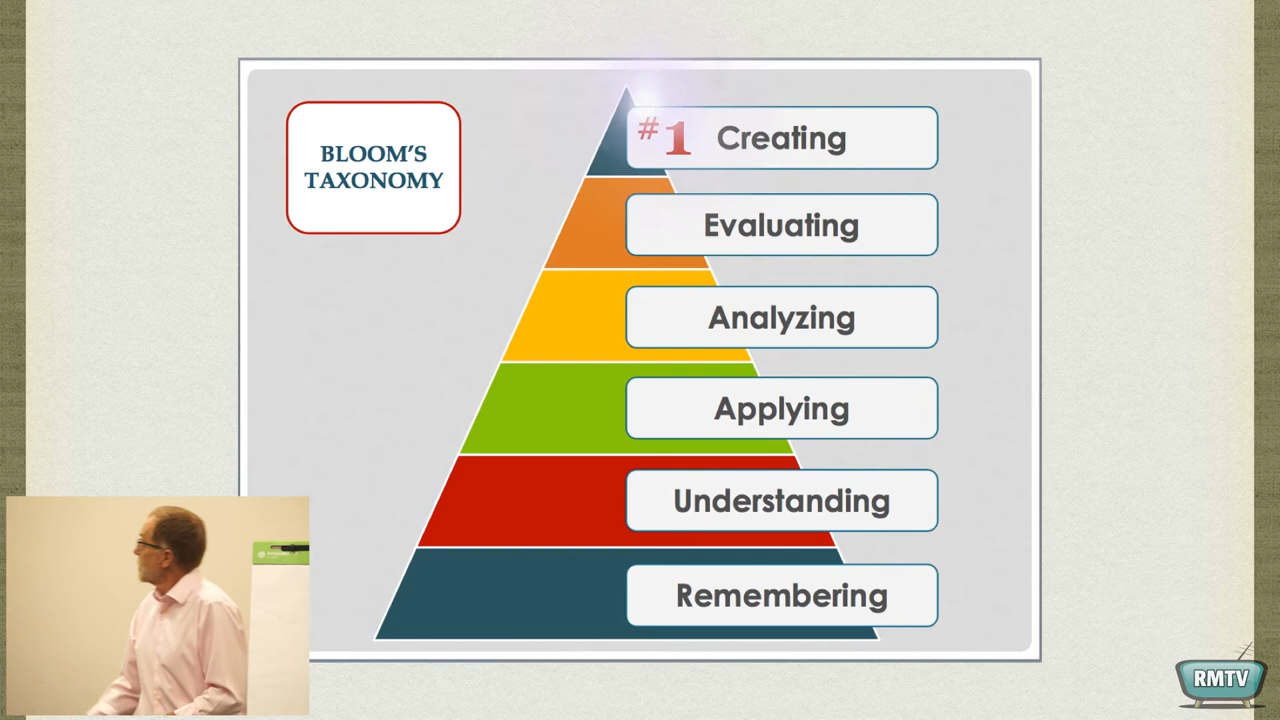 BLOOM'S
TAXONOMY
#1 Creating
Evaluating
Analyzing
Applying
Understanding
Remembering
RMTV